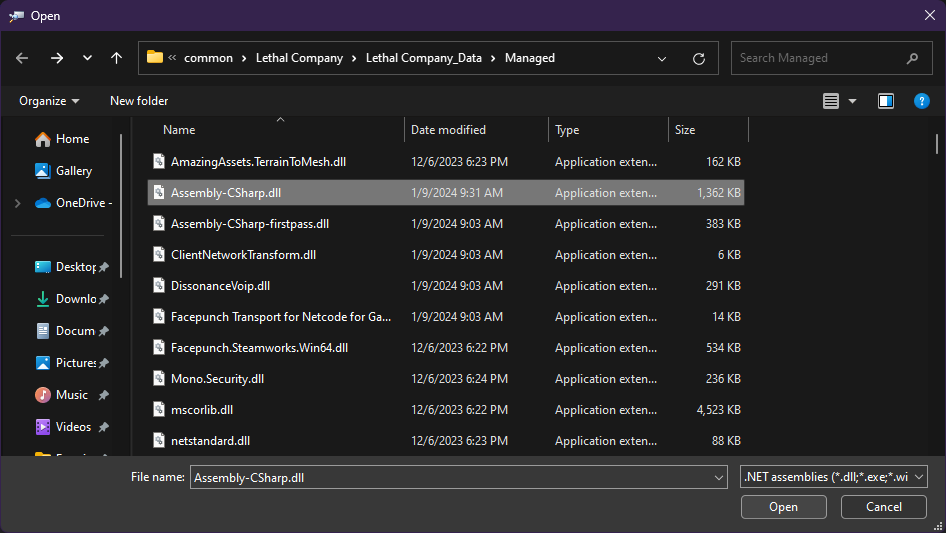 Open
« common > Lethal Company > Lethal Company_Data > Managed
Search Managed
Organize
New folder
Name
Date modified
Type
Size
Home
Gallery
OneDrive -
Desktop
Downlo
Docum
Pictures
Music
Videos
AmazingAssets.TerrainToMesh.dll 12/6/2023 6:23 PM Application exten... 162 KB
Assembly-CSharp.dll 1/9/2024 9:31 AM Application exten... 1,362 KB
Assembly-CSharp-firstpass.dll 1/9/2024 9:03 AM Application exten... 383 KB
ClientNetworkTransform.dll 1/9/2024 9:03 AM Application exten... 6 KB
DissonanceVoip.dll 1/9/2024 9:03 AM Application exten... 291 KB
Facepunch Transport for Netcode for Ga... 1/9/2024 9:03 AM Application exten... 14 KB
Facepunch.Steamworks.Win64.dll 12/6/2023 6:22 PM Application exten... 534 KB
Mono.Security.dll 12/6/2023 6:24 PM Application exten... 236 KB
mscorlib.dll 12/6/2023 6:22 PM Application exten... 4,523 KB
netstandard.dll 12/6/2023 6:23 PM Application exten... 88 KB
File name: Assembly-CSharp.dll
.NET assemblies (*.dll;*.exe;*.wi
Open
Cancel